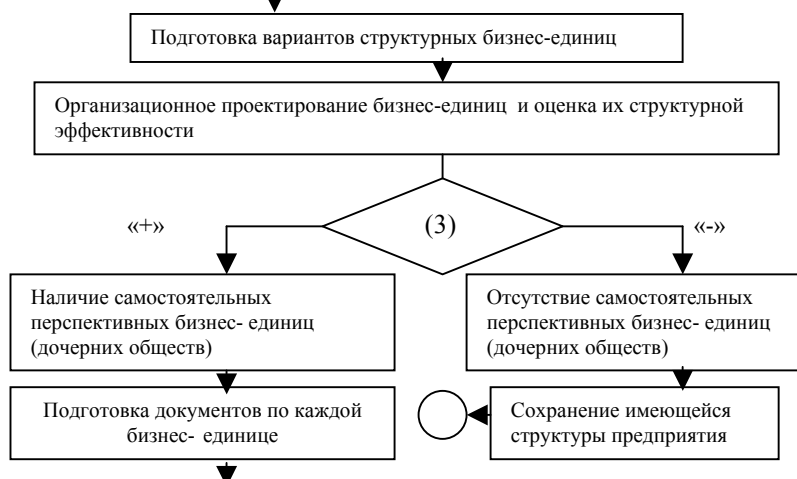 Подготовка вариантов структурных бизнес-единиц
Организационное проектирование бизнес-единиц и оценка их структурной
эффективности
«+»
(3)
«-»
Наличие самостоятельных
перспективных бизнес- единиц
(дочерних обществ)
Отсутствие самостоятельных
перспективных бизнес- единиц
(дочерних обществ)
Подготовка документов по каждой
бизнес- единице
Сохранение имеющейся
структуры предприятия